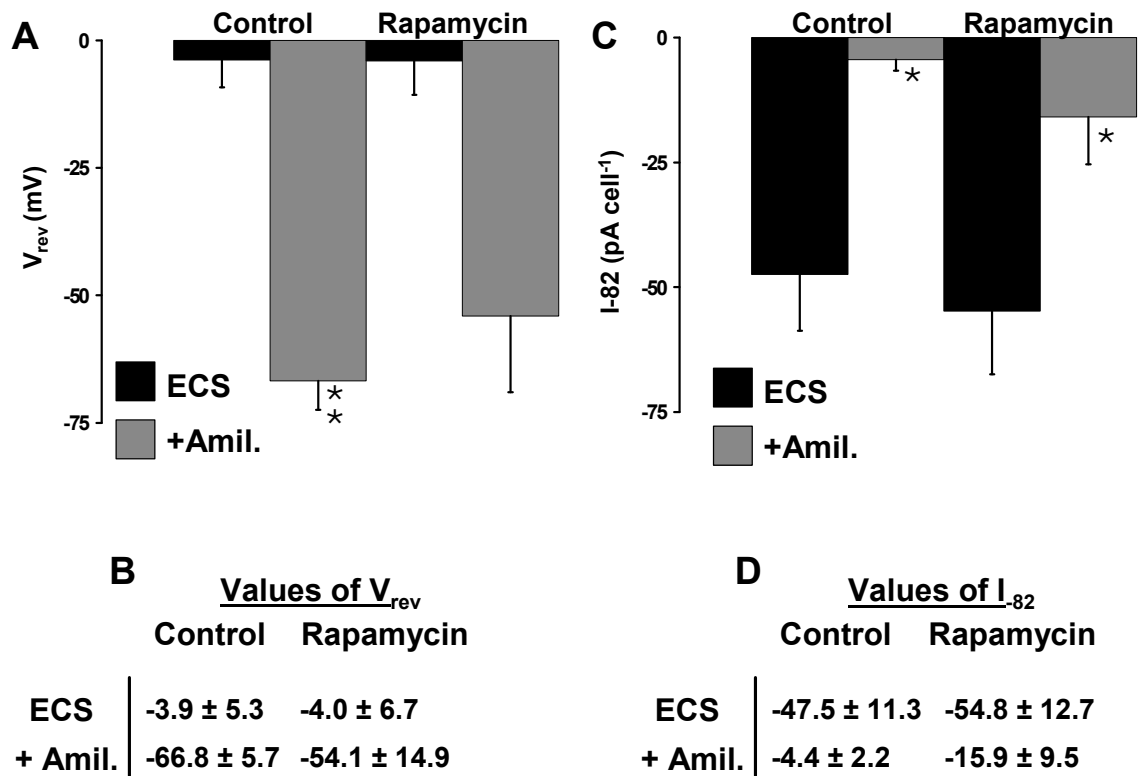 A
Control Rapamycin
0
-25
-50
-75
V_rev (mV)
ECS
+Amil.
*
*
C
Control Rapamycin
0
-25
-50
-75
I-82 (pA cell⁻¹)
*
*
ECS
+Amil.
B
Values of V_rev
Control Rapamycin
ECS -3.9 ± 5.3 -4.0 ± 6.7
+ Amil. -66.8 ± 5.7 -54.1 ± 14.9
D
Values of I_-82
Control Rapamycin
ECS -47.5 ± 11.3 -54.8 ± 12.7
+ Amil. -4.4 ± 2.2 -15.9 ± 9.5